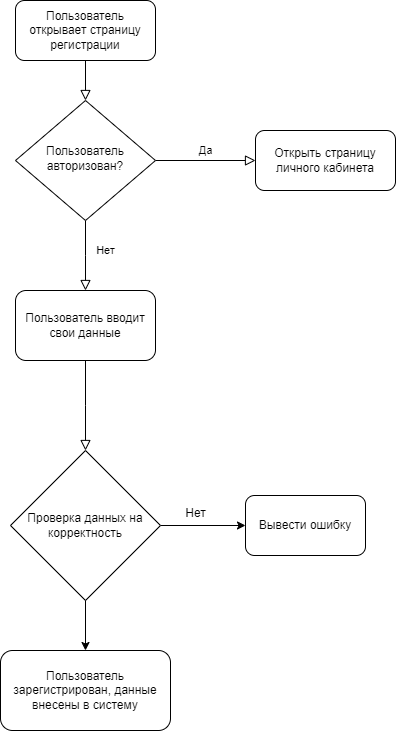 Пользователь
открывает страницу
регистрации
Пользователь
авторизован?
Да
Открыть страницу
личного кабинета
Нет
Пользователь вводит
свои данные
Проверка данных на
корректность
Нет
Вывести ошибку
Пользователь
зарегистрирован, данные
внесены в систему